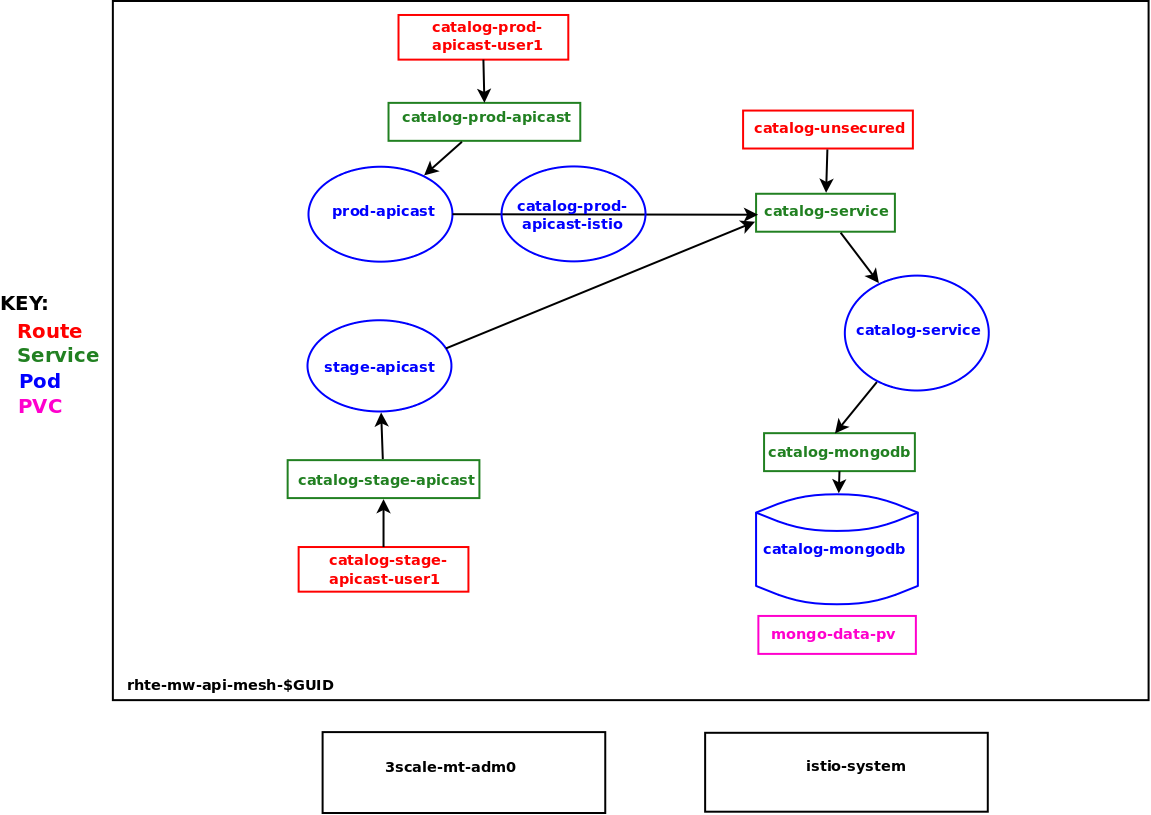 catalog-prod-
apicast-user1
catalog-prod-apicast
catalog-unsecured
prod-apicast
catalog-prod-
apicast-istio
catalog-service
KEY:
Route
Service
Pod
PVC
catalog-service
stage-apicast
catalog-mongodb
catalog-stage-apicast
catalog-mongodb
catalog-stage-
apicast-user1
mongo-data-pv
rhte-mw-api-mesh-$GUID
3scale-mt-adm0
istio-system